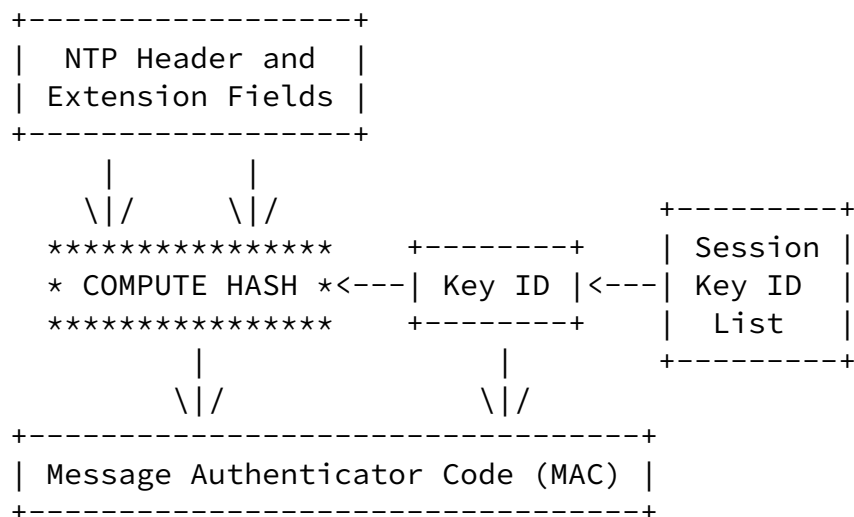 +------------------+
|  NTP Header and  |
| Extension Fields |
+------------------+
     |       |
    \|/     \|/                     +---------+
  ****************    +--------+    | Session |
  * COMPUTE HASH *<---| Key ID |<---| Key ID  |
  ****************    +--------+    |  List   |
          |                |        +---------+
         \|/              \|/
+----------------------------------+
| Message Authenticator Code (MAC) |
+----------------------------------+